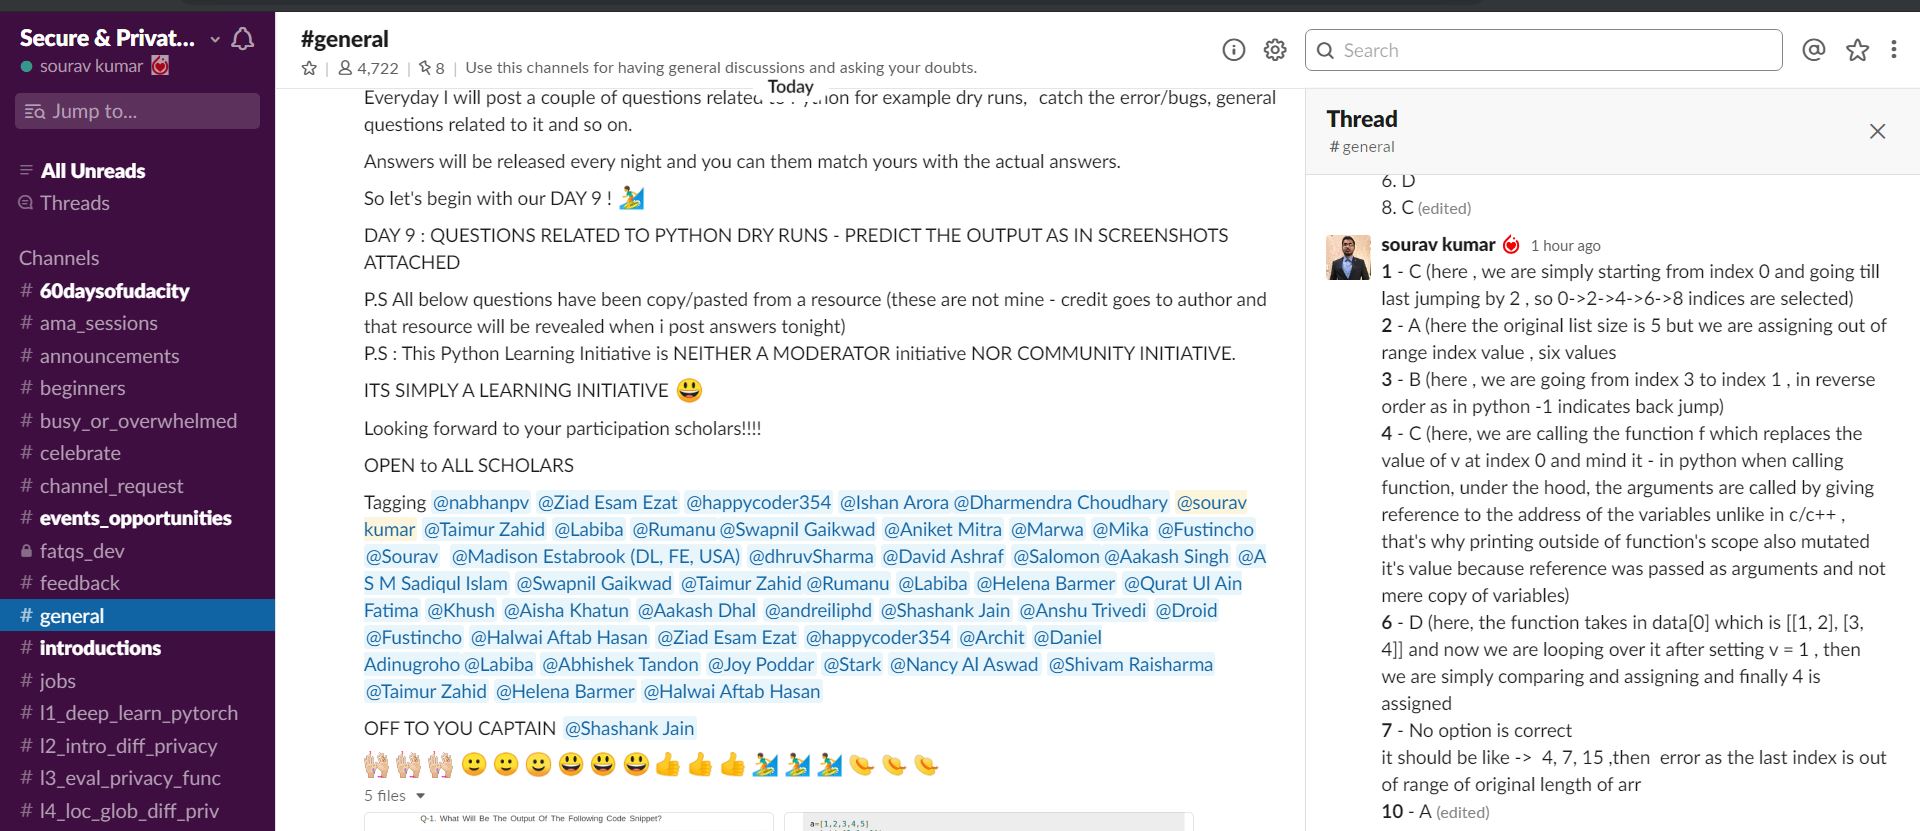 Secure & Privat...
sourav kumar
Jump to...
All Unreads
Threads
Channels
# 60daysofudacity
# ama_sessions
# announcements
# beginners
# busy_or_overwhelmed
# celebrate
# channel_request
# events_opportunities
fatqs_dev
# feedback
# general
# introductions
# jobs
# l1_deep_learn_pytorch
# l2_intro_diff_privacy
# l3_eval_privacy_func
# l4_loc_glob_diff_priv
#general
4,722 | 8 | Use this channels for having general discussions and asking your doubts.
Search
Today
Everyday I will post a couple of questions related for example dry runs, catch the error/bugs, general
questions related to it and so on.
Answers will be released every night and you can them match yours with the actual answers.
So let's begin with our DAY 9 !
DAY 9 : QUESTIONS RELATED TO PYTHON DRY RUNS - PREDICT THE OUTPUT AS IN SCREENSHOTS
ATTACHED
P.S All below questions have been copy/pasted from a resource (these are not mine - credit goes to author and
that resource will be revealed when i post answers tonight)
P.S : This Python Learning Initiative is NEITHER A MODERATOR initiative NOR COMMUNITY INITIATIVE.
ITS SIMPLY A LEARNING INITIATIVE
Looking forward to your participation scholars!!!!
OPEN to ALL SCHOLARS
Tagging @nabhanpv @Ziad Esam Ezat @happycoder354 @Ishan Arora @Dharmendra Choudhary @sourav
kumar @Taimur Zahid @Labiba @Rumanu @Swapnil Gaikwad @Aniket Mitra @Marwa @Mika @Fustincho
@Sourav @Madison Estabrook (DL, FE, USA) @dhruvSharma @David Ashraf @Salomon @Aakash Singh @A
S M Sadiqul Islam @Swapnil Gaikwad @Taimur Zahid @Rumanu @Labiba @Helena Barmer @Qurat Ul Ain
Fatima @Khush @Aisha Khatun @Aakash Dhal @andreiliphd @Shashank Jain @Anshu Trivedi @Droid
@Fustincho @Halwai Aftab Hasan @Ziad Esam Ezat @happycoder354 @Archit @Daniel
Adinugroho @Labiba @Abhishek Tandon @Joy Poddar @Stark @Nancy Al Aswad @Shivam Raisharma
@Taimur Zahid @Helena Barmer @Halwai Aftab Hasan
OFF TO YOU CAPTAIN @Shashank Jain
5 files
Q-1. What Will Be The Output Of The Following Code Snippet?
a=[1,2,3,4,5]
Thread
# general
6. D
8. C (edited)
sourav kumar 1 hour ago
1 - C (here , we are simply starting from index 0 and going till
last jumping by 2 , so 0->2->4->6->8 indices are selected)
2 - A (here the original list size is 5 but we are assigning out of
range index value , six values
3 - B (here , we are going from index 3 to index 1 , in reverse
order as in python -1 indicates back jump)
4 - C (here, we are calling the function f which replaces the
value of v at index 0 and mind it - in python when calling
function, under the hood, the arguments are called by giving
reference to the address of the variables unlike in c/c++ ,
that's why printing outside of function's scope also mutated
it's value because reference was passed as arguments and not
mere copy of variables)
6 - D (here, the function takes in data[0] which is [[1, 2], [3,
4]] and now we are looping over it after setting v = 1 , then
we are simply comparing and assigning and finally 4 is
assigned
7 - No option is correct
it should be like -> 4, 7, 15 ,then error as the last index is out
of range of original length of arr
10 - A (edited)